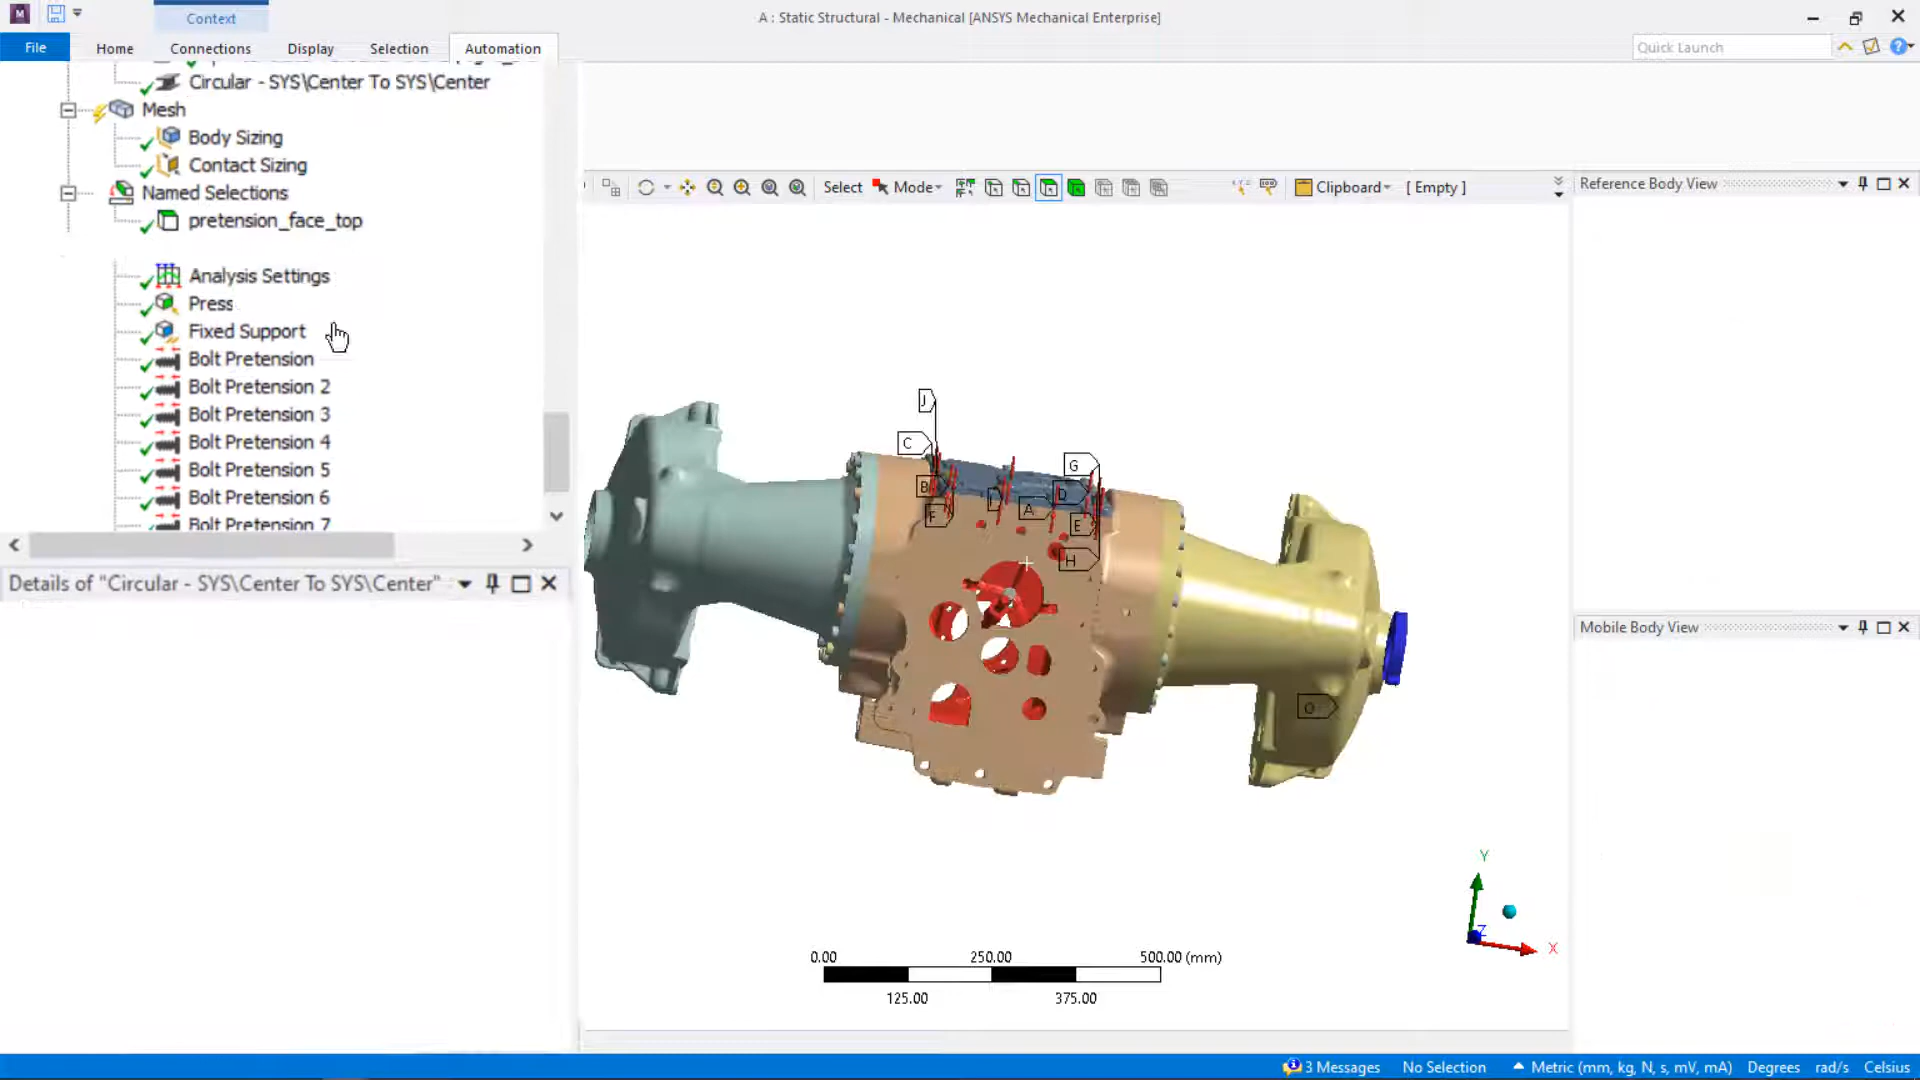 Context
A : Static Structural - Mechanical [ANSYS Mechanical Enterprise]
File Home Connections Display Selection Automation
Quick Launch
Circular - SYS\Center To SYS\Center
Mesh
Body Sizing
Contact Sizing
Named Selections
pretension_face_top
Analysis Settings
Press
Fixed Support
Bolt Pretension
Bolt Pretension 2
Bolt Pretension 3
Bolt Pretension 4
Bolt Pretension 5
Bolt Pretension 6
Bolt Pretension 7
Details of "Circular - SYS\Center To SYS\Center"
Select Mode Clipboard [ Empty ]
J
C
G
B
D
F
A
E
H
Y
Z
X
0.00 250.00 500.00 (mm)
125.00 375.00
Reference Body View
Mobile Body View
3 Messages No Selection Metric (mm, kg, N, s, mV, mA) Degrees rad/s Celsius